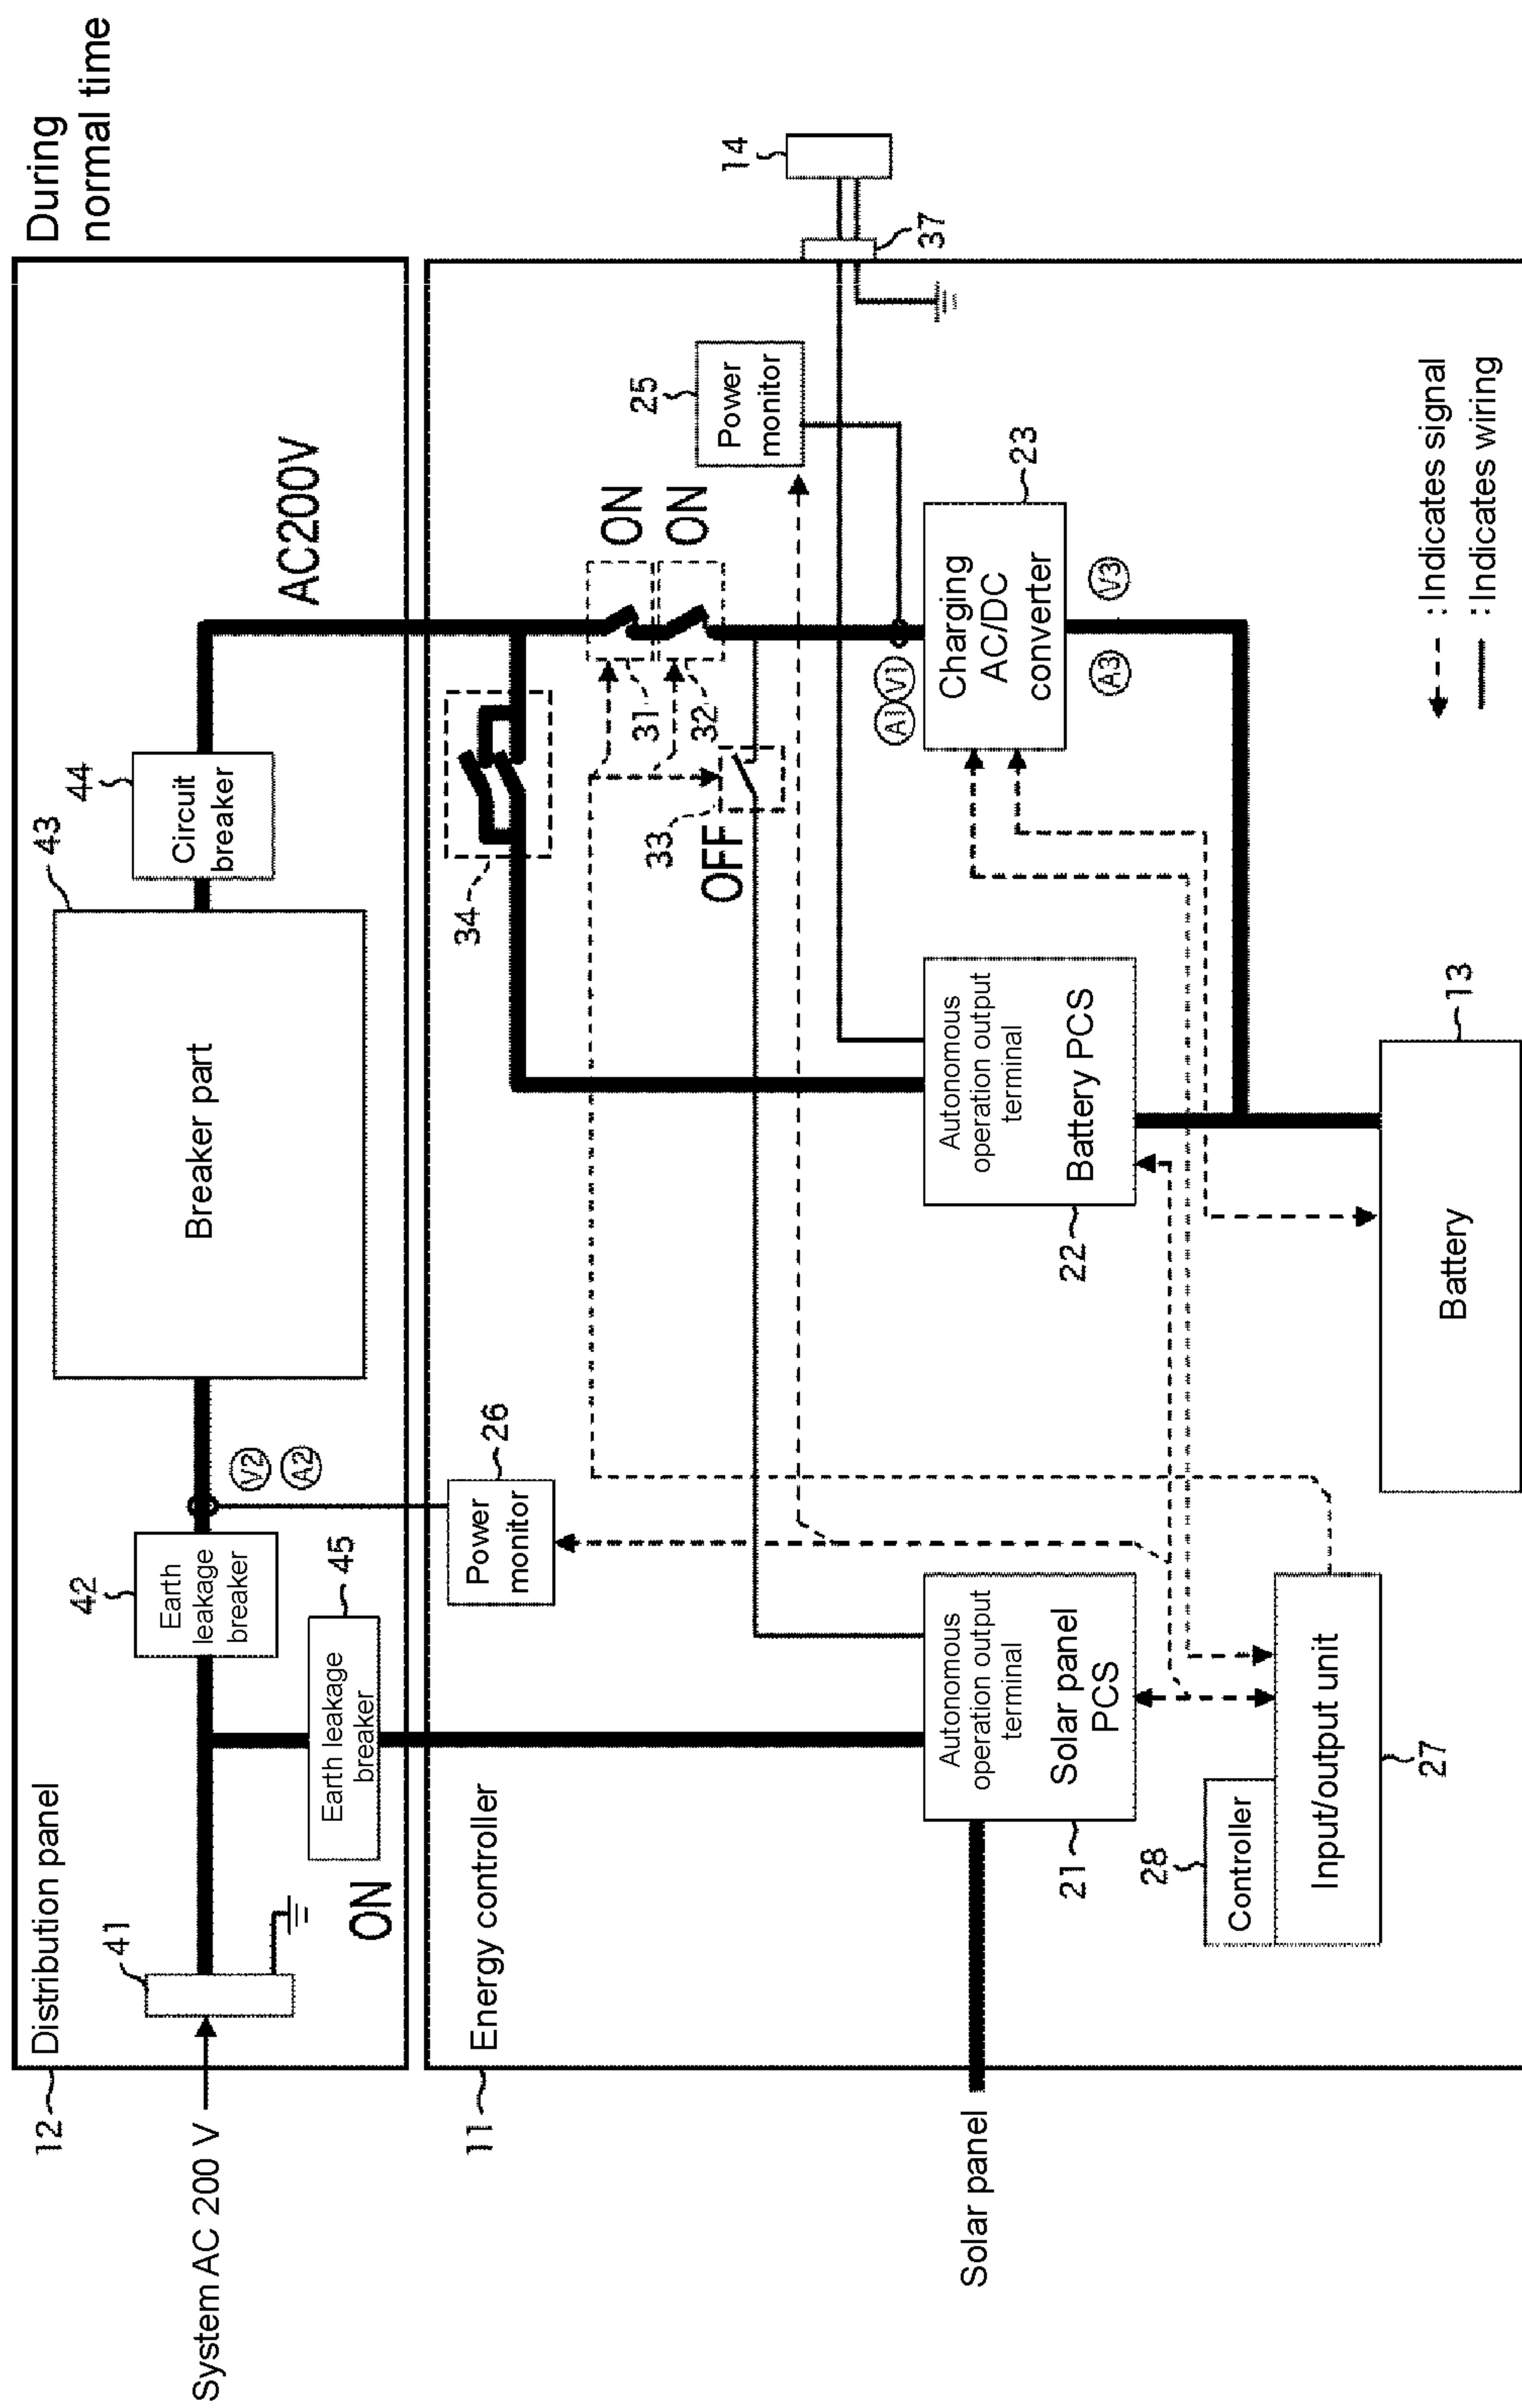 During
normal time
12
Distribution panel
System AC 200 V
41
ON
42
Earth
leakage
breaker
45
Earth leakage
breaker
V2
A2
43
Breaker part
44
Circuit
breaker
AC200V
11
Energy controller
26
Power
monitor
34
31
ON
32
ON
33
OFF
25
Power
monitor
14
37
A1
V1
Solar panel
21
Autonomous
operation output
terminal
Solar panel
PCS
22
Autonomous
operation output
terminal
Battery PCS
23
Charging
AC/DC
converter
A3
V3
28
Controller
27
Input/output unit
13
Battery
: Indicates signal
: Indicates wiring